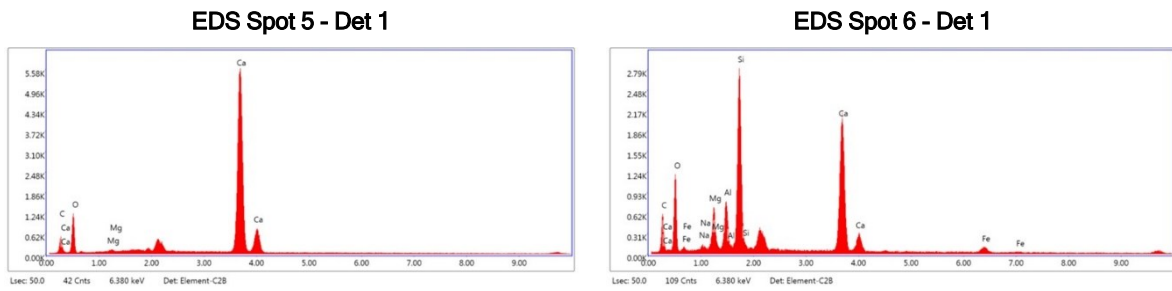 EDS Spot 5 - Det 1
5.58K
4.96K
4.34K
3.72K
3.10K
2.48K
1.86K
1.24K
0.62K
0.00K
Ca
C
O
Ca
Ca
Mg
Mg
Ca
0.00 1.00 2.00 3.00 4.00 5.00 6.00 7.00 8.00 9.00
Lsec: 50.0 42 Cnts 6.380 keV Det: Element-C2B
EDS Spot 6 - Det 1
2.79K
2.48K
2.17K
1.86K
1.55K
1.24K
0.93K
0.62K
0.31K
0.00K
Si
Ca
O
C
Mg
Al
Ca
Ca
Fe
Fe
Na
Na
Mg
Al
Si
Ca
Fe
Fe
0.00 1.00 2.00 3.00 4.00 5.00 6.00 7.00 8.00 9.00
Lsec: 50.0 109 Cnts 6.380 keV Det: Element-C2B